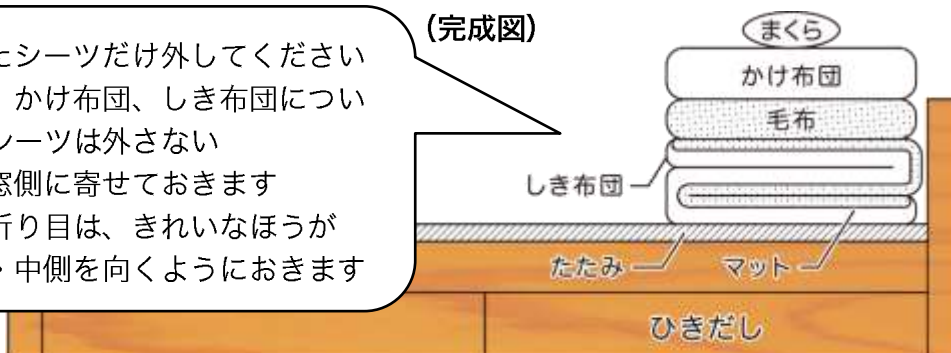 (完成図)
たシーツだけ外してください
かけ布団、しき布団につい
シーツは外さない
窓側に寄せておきます
折り目は、きれいなほうが
・中側を向くようにおきます
まくら
かけ布団
毛布
しき布団
たたみ
マット
ひきだし